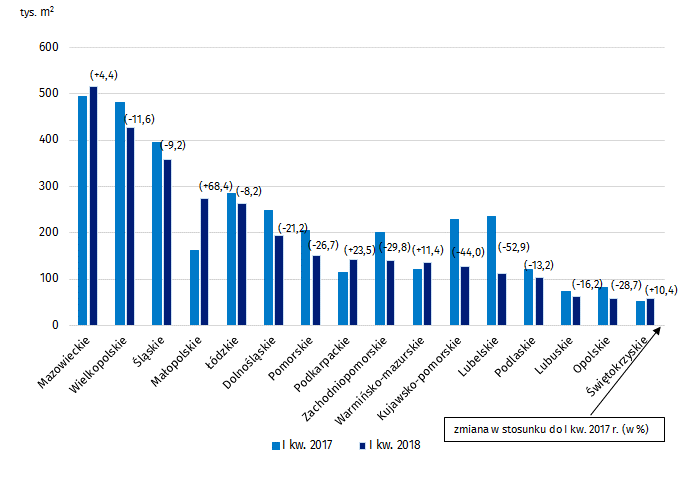 tys. m²
600
500
400
300
200
100
0
(+4,4)
(-11,6)
(-9,2)
(+68,4)
(-8,2)
(-21,2)
(-26,7)
(+23,5)
(-29,8)
(+11,4)
(-44,0)
(-52,9)
(-13,2)
(-16,2)
(-28,7)
(+10,4)
Mazowieckie
Wielkopolskie
Śląskie
Małopolskie
Łódzkie
Dolnośląskie
Pomorskie
Podkarpackie
Zachodniopomorskie
Warmińsko-mazurskie
Kujawsko-pomorskie
Lubelskie
Podlaskie
Lubuskie
Opolskie
Świętokrzyskie
zmiana w stosunku do I kw. 2017 r. (w %)
I kw. 2017
I kw. 2018